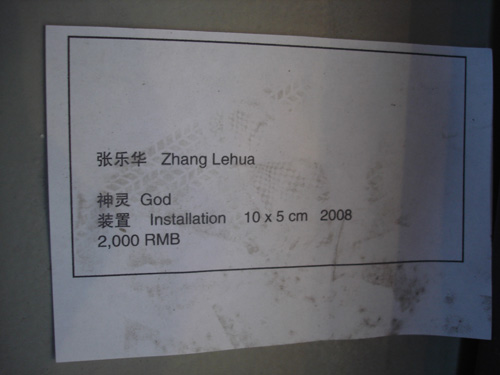 张乐华 Zhang Lehua
神灵 God
装置 Installation 10 x 5 cm 2008
2,000 RMB